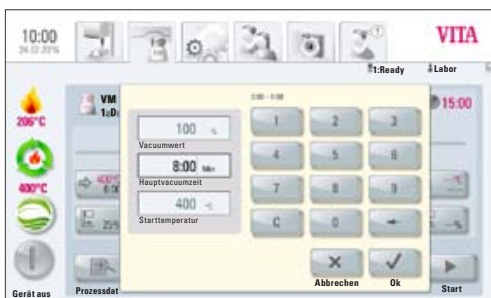 10:00
VITA
1:Ready
Labor
VM
15:00
206°C
400°C
100
Vacuumwert
8:00 Min
Hauptvacuumzeit
400 °C
Starttemperatur
1 2 3
4 5 6
7 8 9
C 0
Abbrechen Ok
Gerät aus
Prozessdat
Start